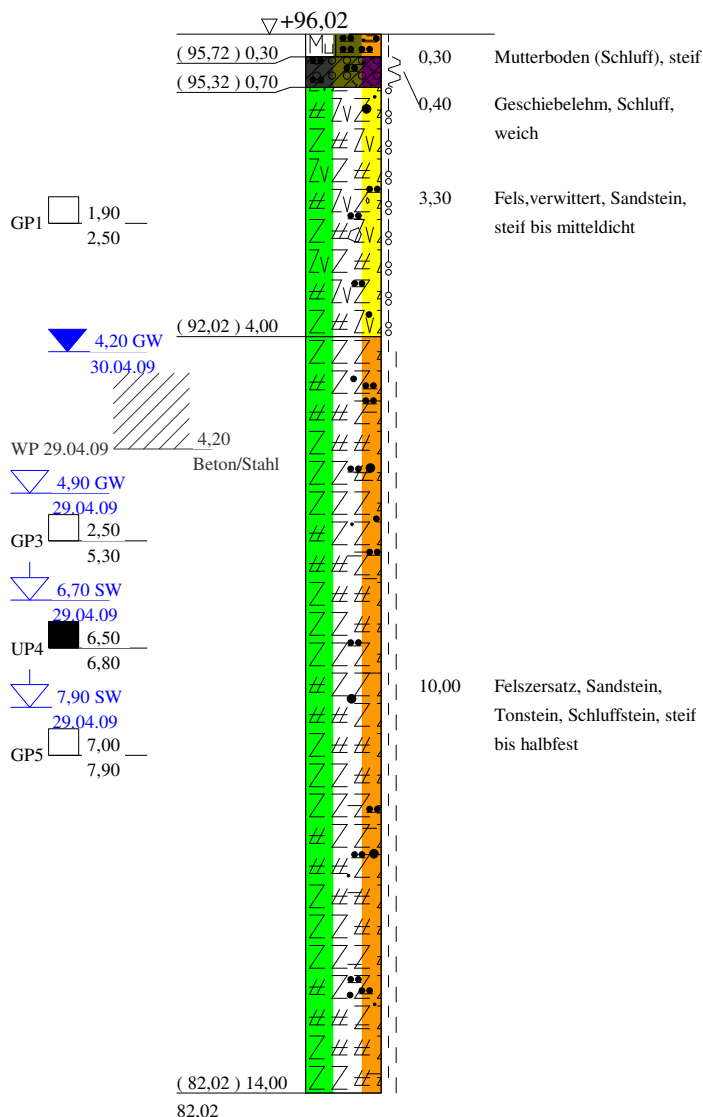 +96,02
( 95,72 ) 0,30
0,30 Mutterboden (Schluff), steif
( 95,32 ) 0,70
0,40 Geschiebelehm, Schluff,
weich
3,30 Fels,verwittert, Sandstein,
steif bis mitteldicht
GP1 1,90
2,50
( 92,02 ) 4,00
4,20 GW
30.04.09
WP 29.04.09 4,20
Beton/Stahl
4,90 GW
29.04.09
GP3 2,50
5,30
6,70 SW
29.04.09
UP4 6,50
6,80
7,90 SW
29.04.09
GP5 7,00
7,90
10,00 Felszersatz, Sandstein,
Tonstein, Schluffstein, steif
bis halbfest
( 82,02 ) 14,00
82,02